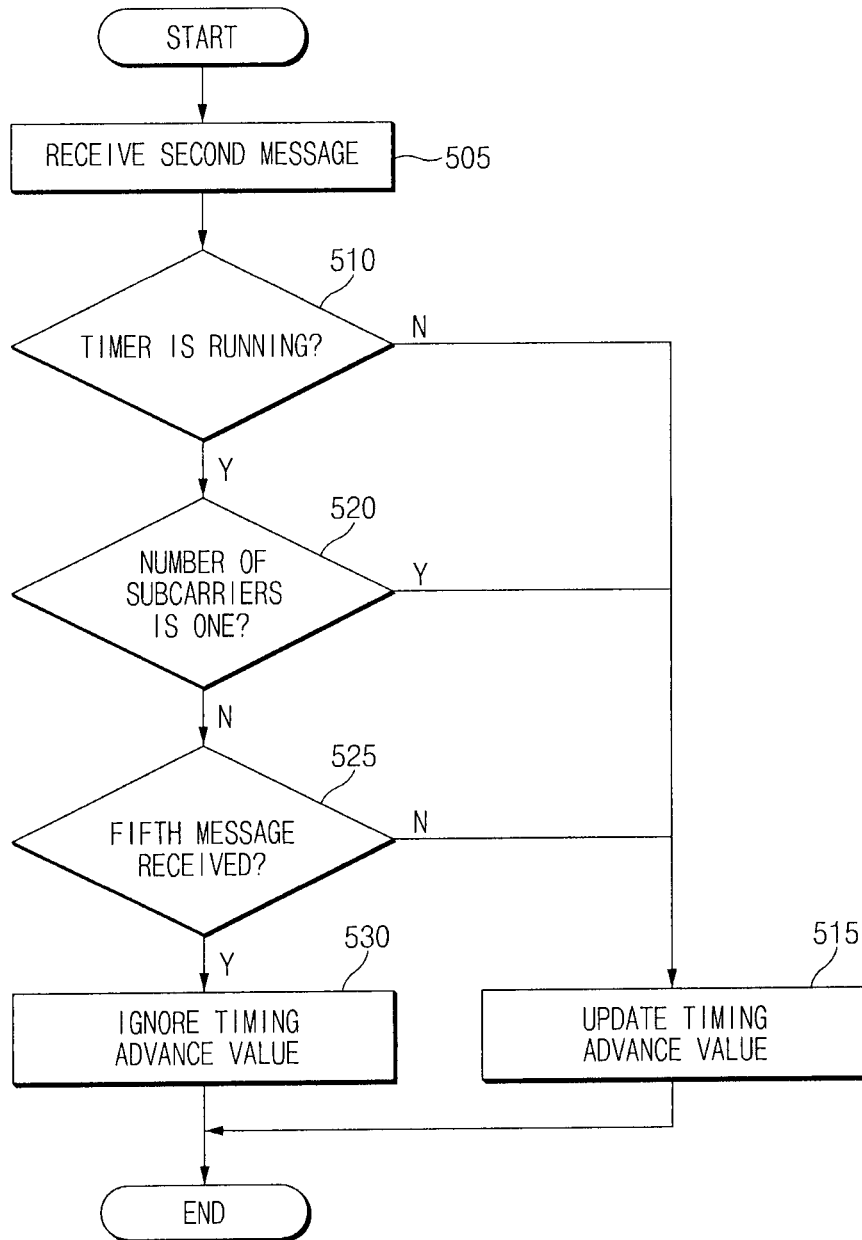 START
RECEIVE SECOND MESSAGE
505
510
TIMER IS RUNNING?
N
Y
520
NUMBER OF
SUBCARRIERS
IS ONE?
Y
N
525
FIFTH MESSAGE
RECEIVED?
N
Y
530
IGNORE TIMING
ADVANCE VALUE
515
UPDATE TIMING
ADVANCE VALUE
END